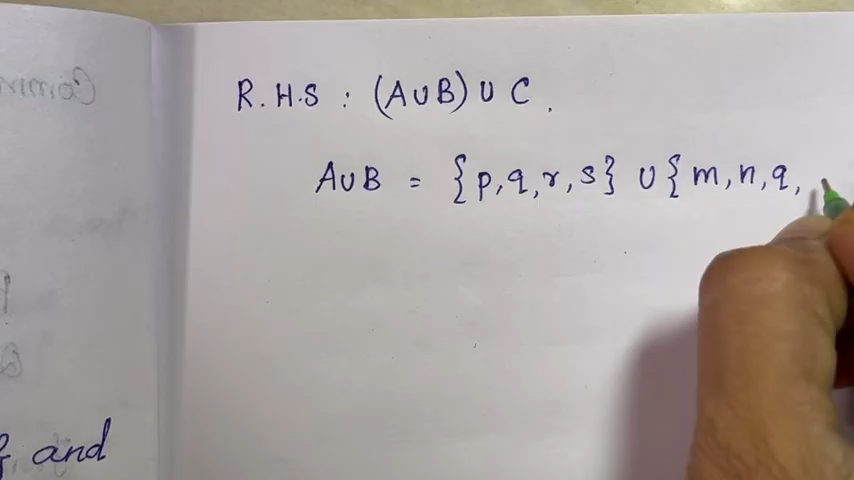 R.H.S : (A∪B) ∪ C.
A∪B = {p, q, r, s} ∪ {m, n, q,
and